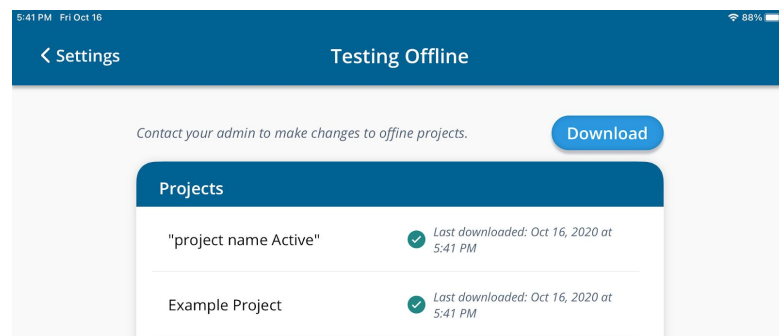 5:41 PM Fri Oct 16 88%
Settings Testing Offline
Contact your admin to make changes to offine projects. Download
Projects
"project name Active" Last downloaded: Oct 16, 2020 at
5:41 PM
Example Project Last downloaded: Oct 16, 2020 at
5:41 PM